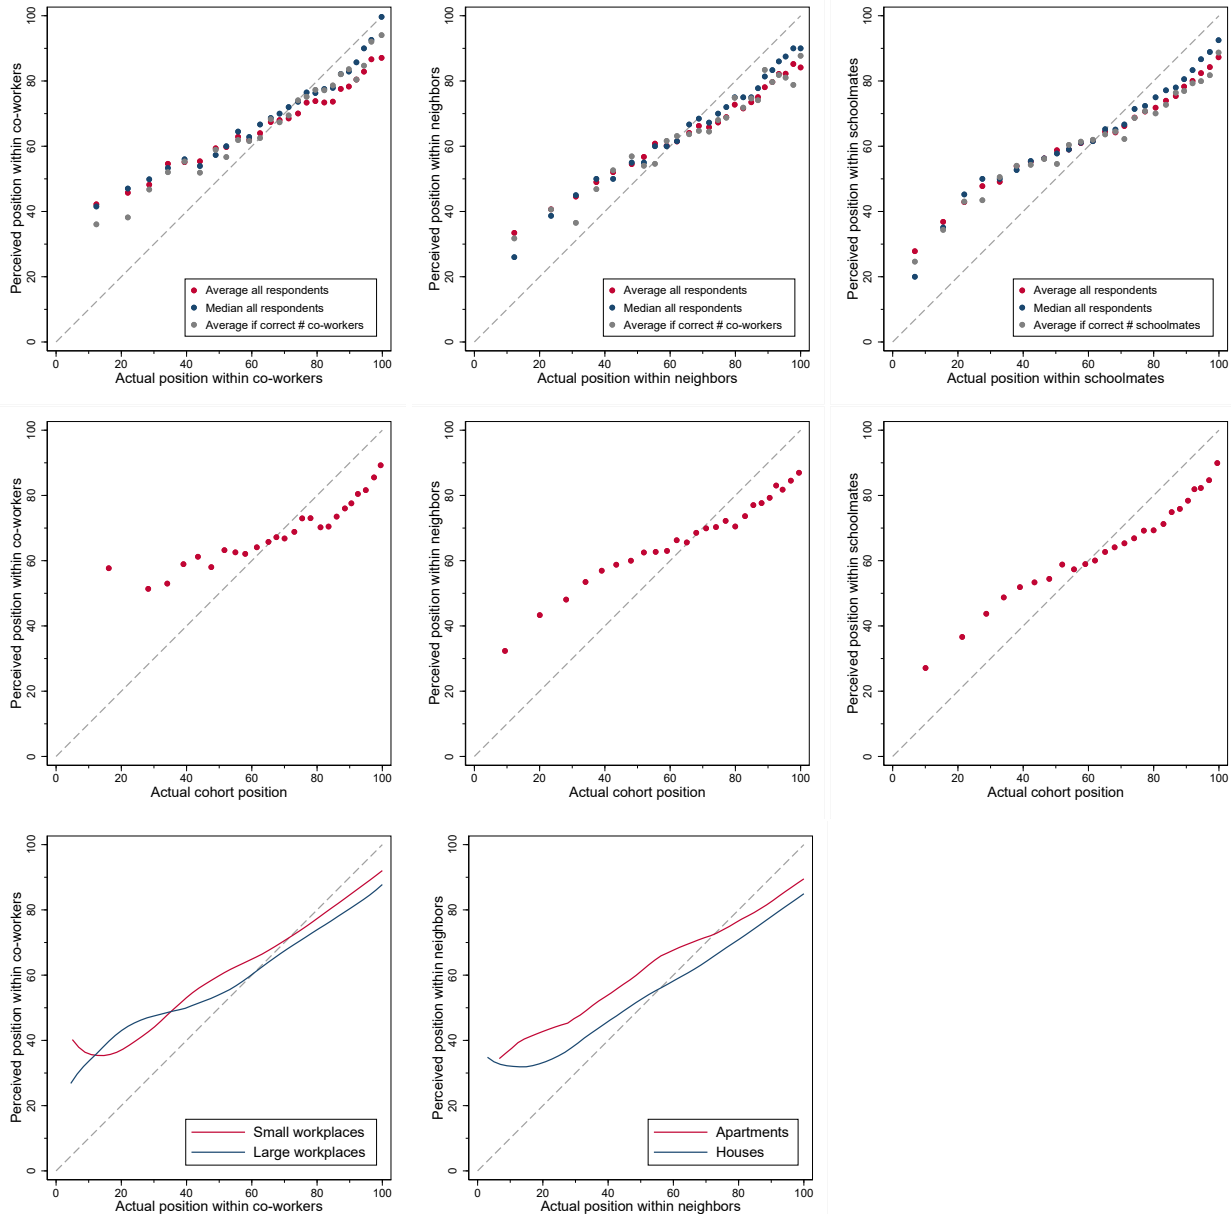 Perceived position within co-workers
0 20 40 60 80 100
Average all respondents
Median all respondents
Average if correct # co-workers
0 20 40 60 80 100
Actual position within co-workers
Perceived position within neighbors
0 20 40 60 80 100
Average all respondents
Median all respondents
Average if correct # co-workers
0 20 40 60 80 100
Actual position within neighbors
Perceived position within schoolmates
0 20 40 60 80 100
Average all respondents
Median all respondents
Average if correct # schoolmates
0 20 40 60 80 100
Actual position within schoolmates
Perceived position within co-workers
0 20 40 60 80 100
0 20 40 60 80 100
Actual cohort position
Perceived position within neighbors
0 20 40 60 80 100
0 20 40 60 80 100
Actual cohort position
Perceived position within schoolmates
0 20 40 60 80 100
0 20 40 60 80 100
Actual cohort position
Perceived position within co-workers
0 20 40 60 80 100
Small workplaces
Large workplaces
0 20 40 60 80 100
Actual position within co-workers
Perceived position within neighbors
0 20 40 60 80 100
Apartments
Houses
0 20 40 60 80 100
Actual position within neighbors